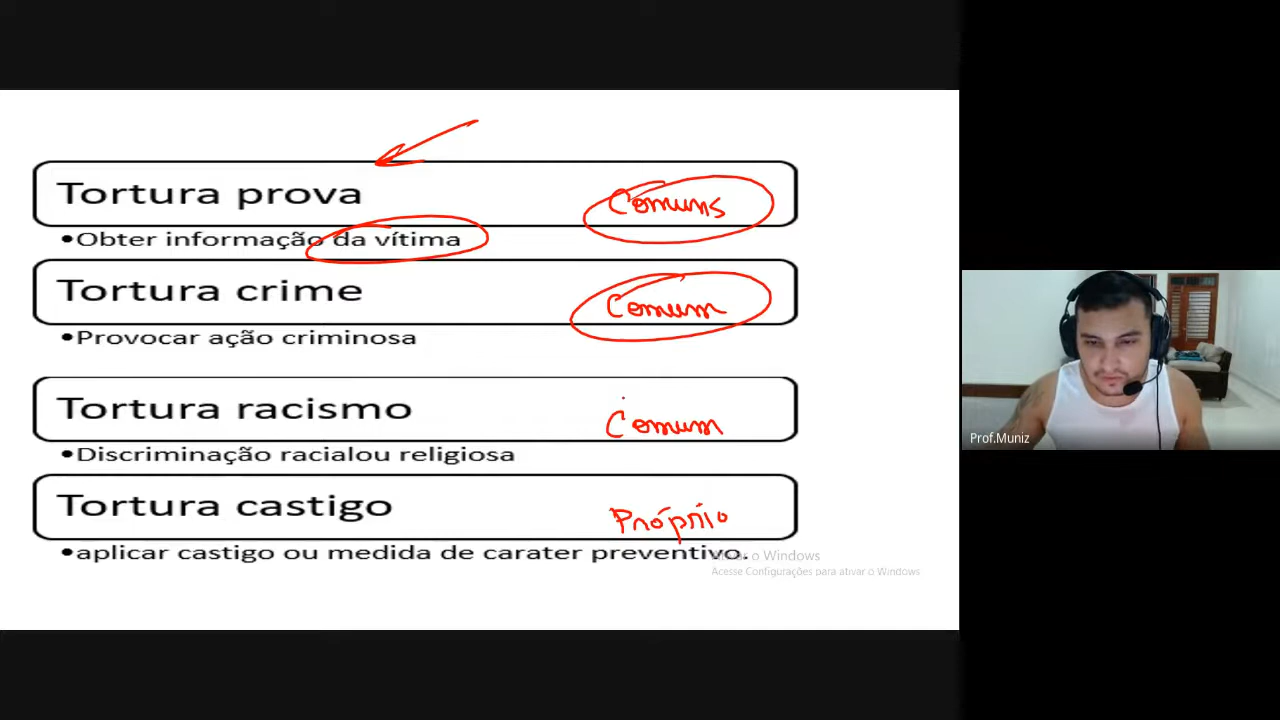 Tortura prova
Comuns
•Obter informação da vítima
Tortura crime
Comum
•Provocar ação criminosa
Tortura racismo
Comum
•Discriminação racialou religiosa
Tortura castigo
Próprio
•aplicar castigo ou medida de carater preventivo.
Ativar o Windows
Acesse Configurações para ativar o Windows
Prof.Muniz